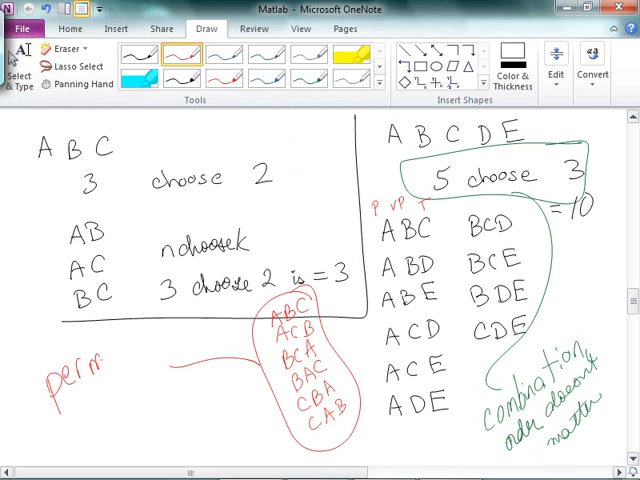 Matlab - Microsoft OneNote
File
Home
Insert
Share
Draw
Review
View
Select & Type
Eraser
Lasso Select
Panning Hand
Tools
Insert Shapes
Color & Thickness
Edit
Convert
A B C
3 choose 2
AB
AC
BC
nchoosek
3 choose 2 is = 3
perm
ABC
ACB
BCA
BAC
CBA
CAB
A B C D E
5 choose 3
= 10
P VP T
ABC BCD
ABD BCE
ABE BDE
ACD CDE
ACE
ADE
combination
order doesn't
matter